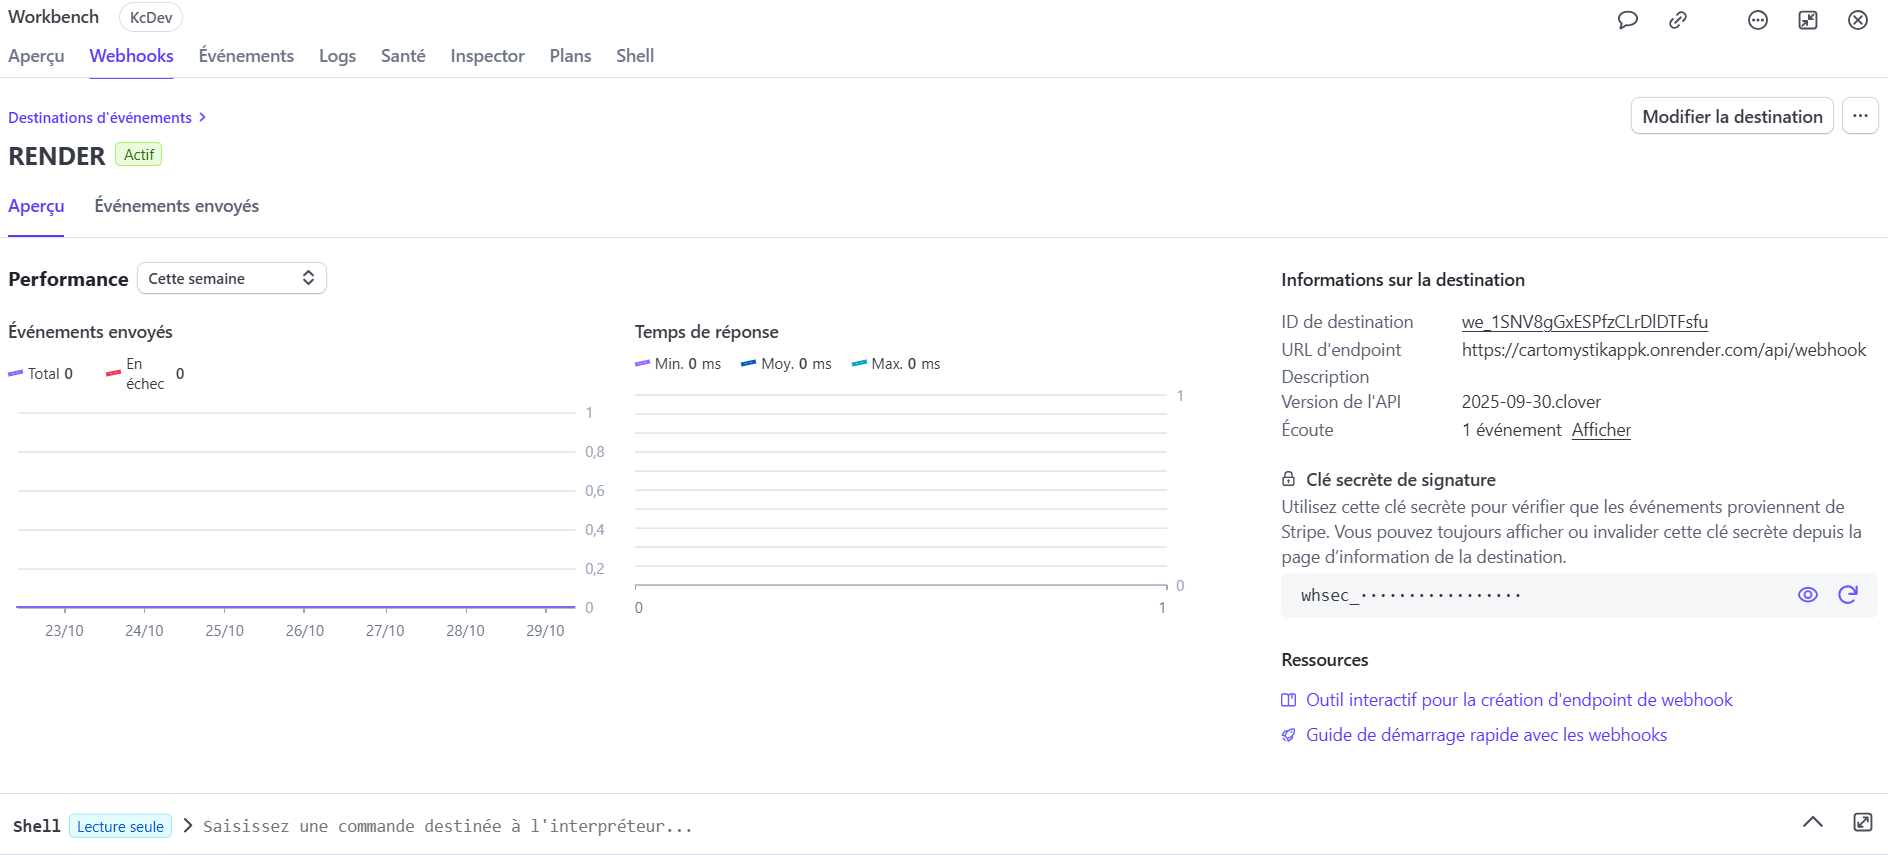 Workbench KcDev
Aperçu Webhooks Événements Logs Santé Inspector Plans Shell
Destinations d'événements
Modifier la destination ...
RENDER Actif
Aperçu Événements envoyés
Performance Cette semaine
Événements envoyés
Total 0 En échec 0
1
0,8
0,6
0,4
0,2
0
23/10 24/10 25/10 26/10 27/10 28/10 29/10
Temps de réponse
Min. 0 ms Moy. 0 ms Max. 0 ms
1
0
0 1
Informations sur la destination
ID de destination we_1SNV8gGxESPfzCLrDlDTFsfu
URL d'endpoint https://cartomystikappk.onrender.com/api/webhook
Description
Version de l'API 2025-09-30.clover
Écoute 1 événement Afficher
Clé secrète de signature
Utilisez cette clé secrète pour vérifier que les événements proviennent de
Stripe. Vous pouvez toujours afficher ou invalider cette clé secrète depuis la
page d’information de la destination.
whsec_·················
Ressources
Outil interactif pour la création d'endpoint de webhook
Guide de démarrage rapide avec les webhooks
Shell Lecture seule Saisissez une commande destinée à l'interpréteur...